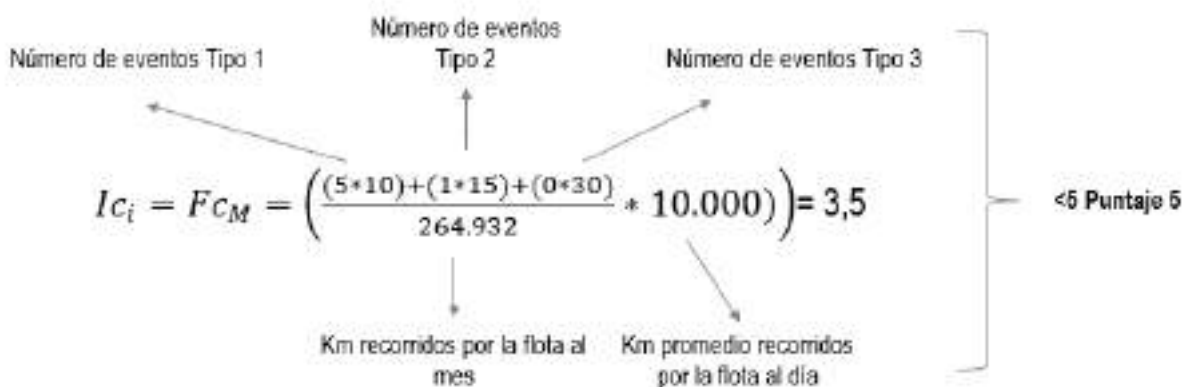 Número de eventos
Tipo 2
Número de eventos Tipo 1
Número de eventos Tipo 3
Ic_i = Fc_M = ( (5*10)+(1*15)+(0*30) / 264.932 * 10.000) ) = 3,5
<5 Puntaje 5
Km recorridos por la flota al
mes
Km promedio recorridos
por la flota al día